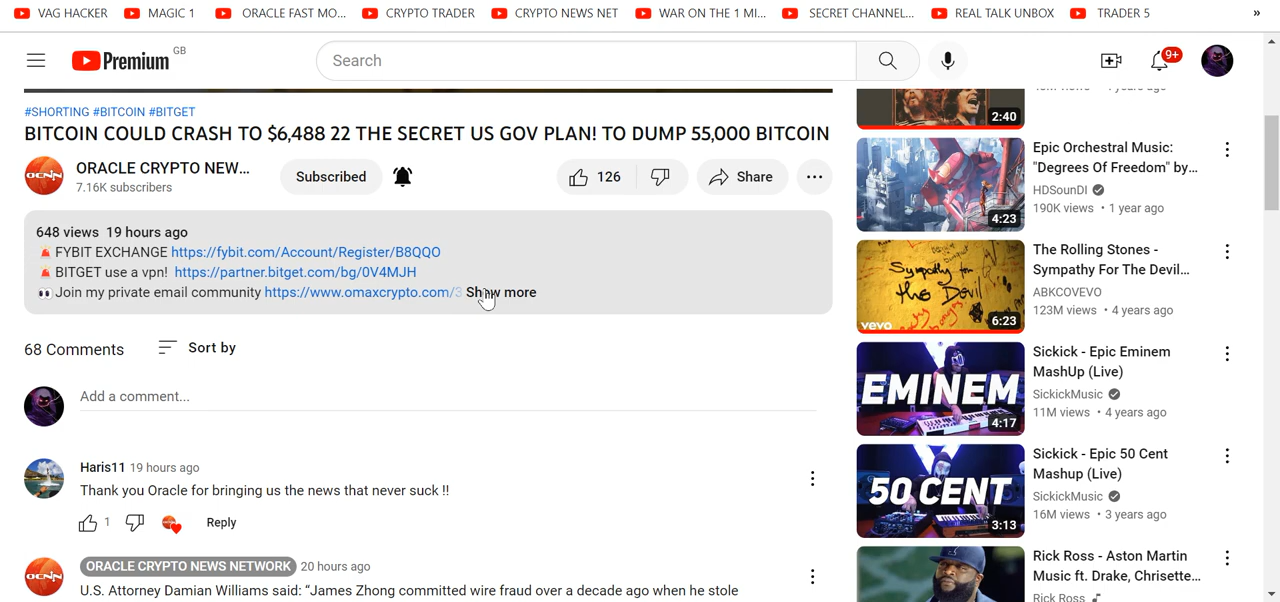 VAG HACKER
MAGIC 1
ORACLE FAST MO...
CRYPTO TRADER
CRYPTO NEWS NET
WAR ON THE 1 MI...
SECRET CHANNEL...
REAL TALK UNBOX
TRADER 5
»
Premium GB
Search
9+
#SHORTING #BITCOIN #BITGET
BITCOIN COULD CRASH TO $6,488 22 THE SECRET US GOV PLAN! TO DUMP 55,000 BITCOIN
OCNN
ORACLE CRYPTO NEW...
7.16K subscribers
Subscribed
126
Share
648 views 19 hours ago
FYBIT EXCHANGE https://fybit.com/Account/Register/B8QQO
BITGET use a vpn! https://partner.bitget.com/bg/0V4MJH
Join my private email community https://www.omaxcrypto.com/3 Show more
68 Comments
Sort by
Add a comment...
Haris11 19 hours ago
Thank you Oracle for bringing us the news that never suck !!
1
Reply
OCNN
ORACLE CRYPTO NEWS NETWORK 20 hours ago
U.S. Attorney Damian Williams said: “James Zhong committed wire fraud over a decade ago when he stole
2:40
Epic Orchestral Music:
"Degrees Of Freedom" by...
HDSounDI
190K views • 1 year ago
4:23
The Rolling Stones -
Sympathy For The Devil...
ABKCOVEVO
123M views • 4 years ago
Sympathy for
the Devil
vevo
6:23
Sickick - Epic Eminem
MashUp (Live)
SickickMusic
11M views • 4 years ago
EMINEM
4:17
Sickick - Epic 50 Cent
Mashup (Live)
SickickMusic
16M views • 3 years ago
50 CENT
3:13
Rick Ross - Aston Martin
Music ft. Drake, Chrisette...
Rick Ross